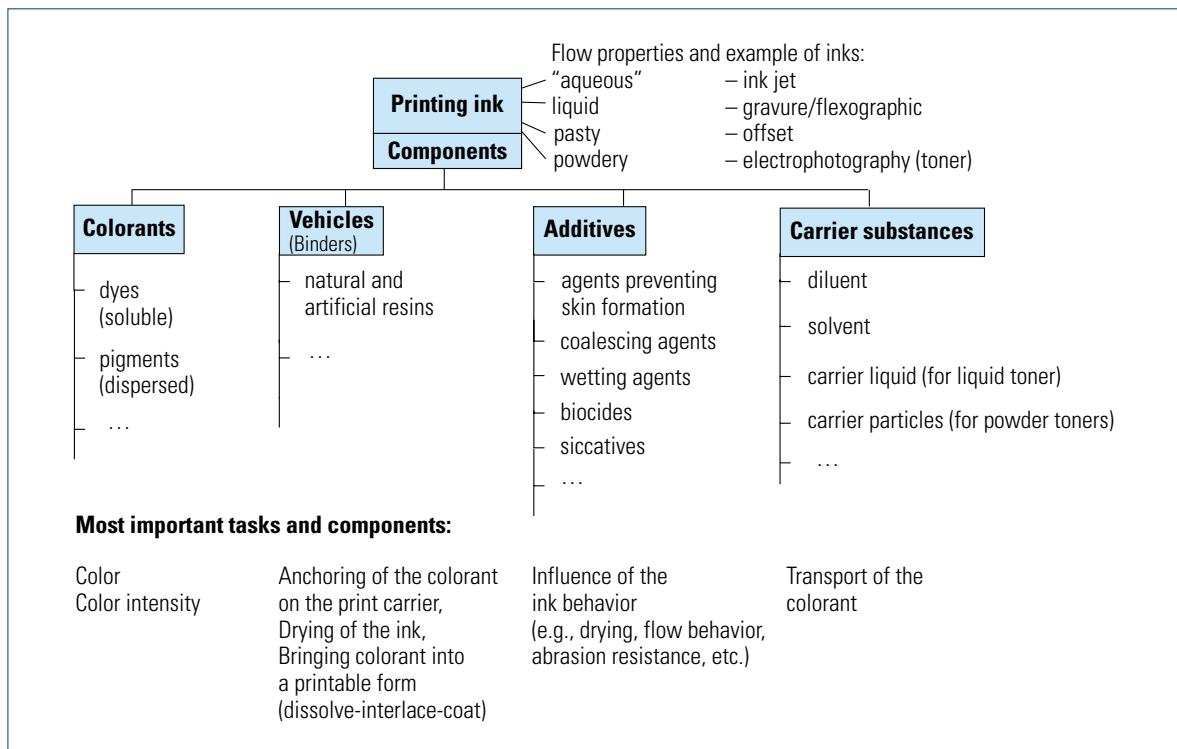 Flow properties and example of inks:
“aqueous” – ink jet
liquid – gravure/flexographic
pasty – offset
powdery – electrophotography (toner)
Printing ink
Components
Colorants
dyes
(soluble)
pigments
(dispersed)
…
Vehicles
(Binders)
natural and
artificial resins
…
Additives
agents preventing
skin formation
coalescing agents
wetting agents
biocides
siccatives
…
Carrier substances
diluent
solvent
carrier liquid (for liquid toner)
carrier particles (for powder toners)
…
Most important tasks and components:
Color
Color intensity
Anchoring of the colorant
on the print carrier,
Drying of the ink,
Bringing colorant into
a printable form
(dissolve-interlace-coat)
Influence of the
ink behavior
(e.g., drying, flow behavior,
abrasion resistance, etc.)
Transport of the
colorant